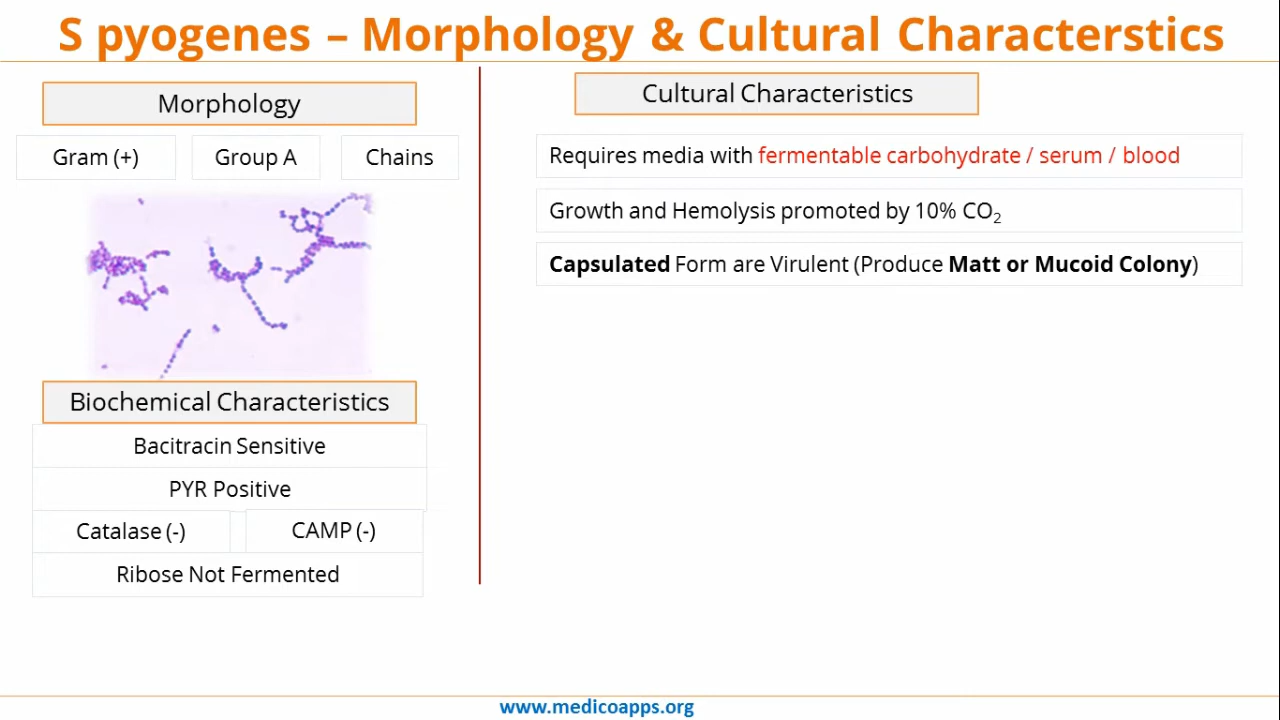 S pyogenes – Morphology & Cultural Characterstics
Morphology
Gram (+)
Group A
Chains
Biochemical Characteristics
Bacitracin Sensitive
PYR Positive
Catalase (-)
CAMP (-)
Ribose Not Fermented
Cultural Characteristics
Requires media with fermentable carbohydrate / serum / blood
Growth and Hemolysis promoted by 10% CO₂
Capsulated Form are Virulent (Produce Matt or Mucoid Colony)
www.medicoapps.org